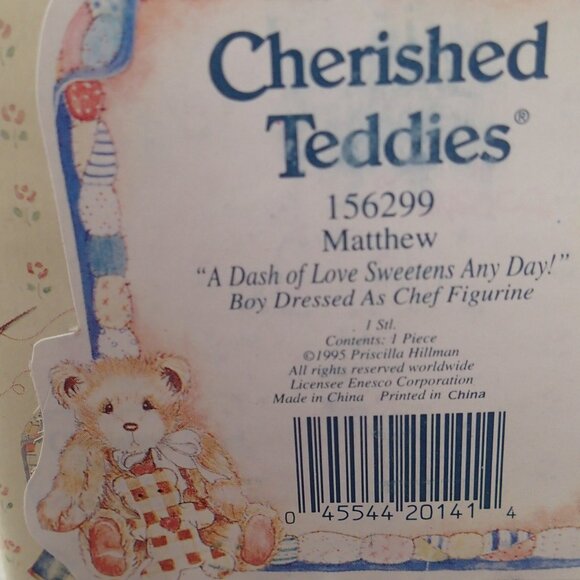 Cherished
Teddies®
156299
Matthew
"A Dash of Love Sweetens Any Day!"
Boy Dressed As Chef Figurine
1 Stl.
Contents: 1 Piece
©1995 Priscilla Hillman
All rights reserved worldwide
Licensee Enesco Corporation
Made in China Printed in China
0 45544 20141 4